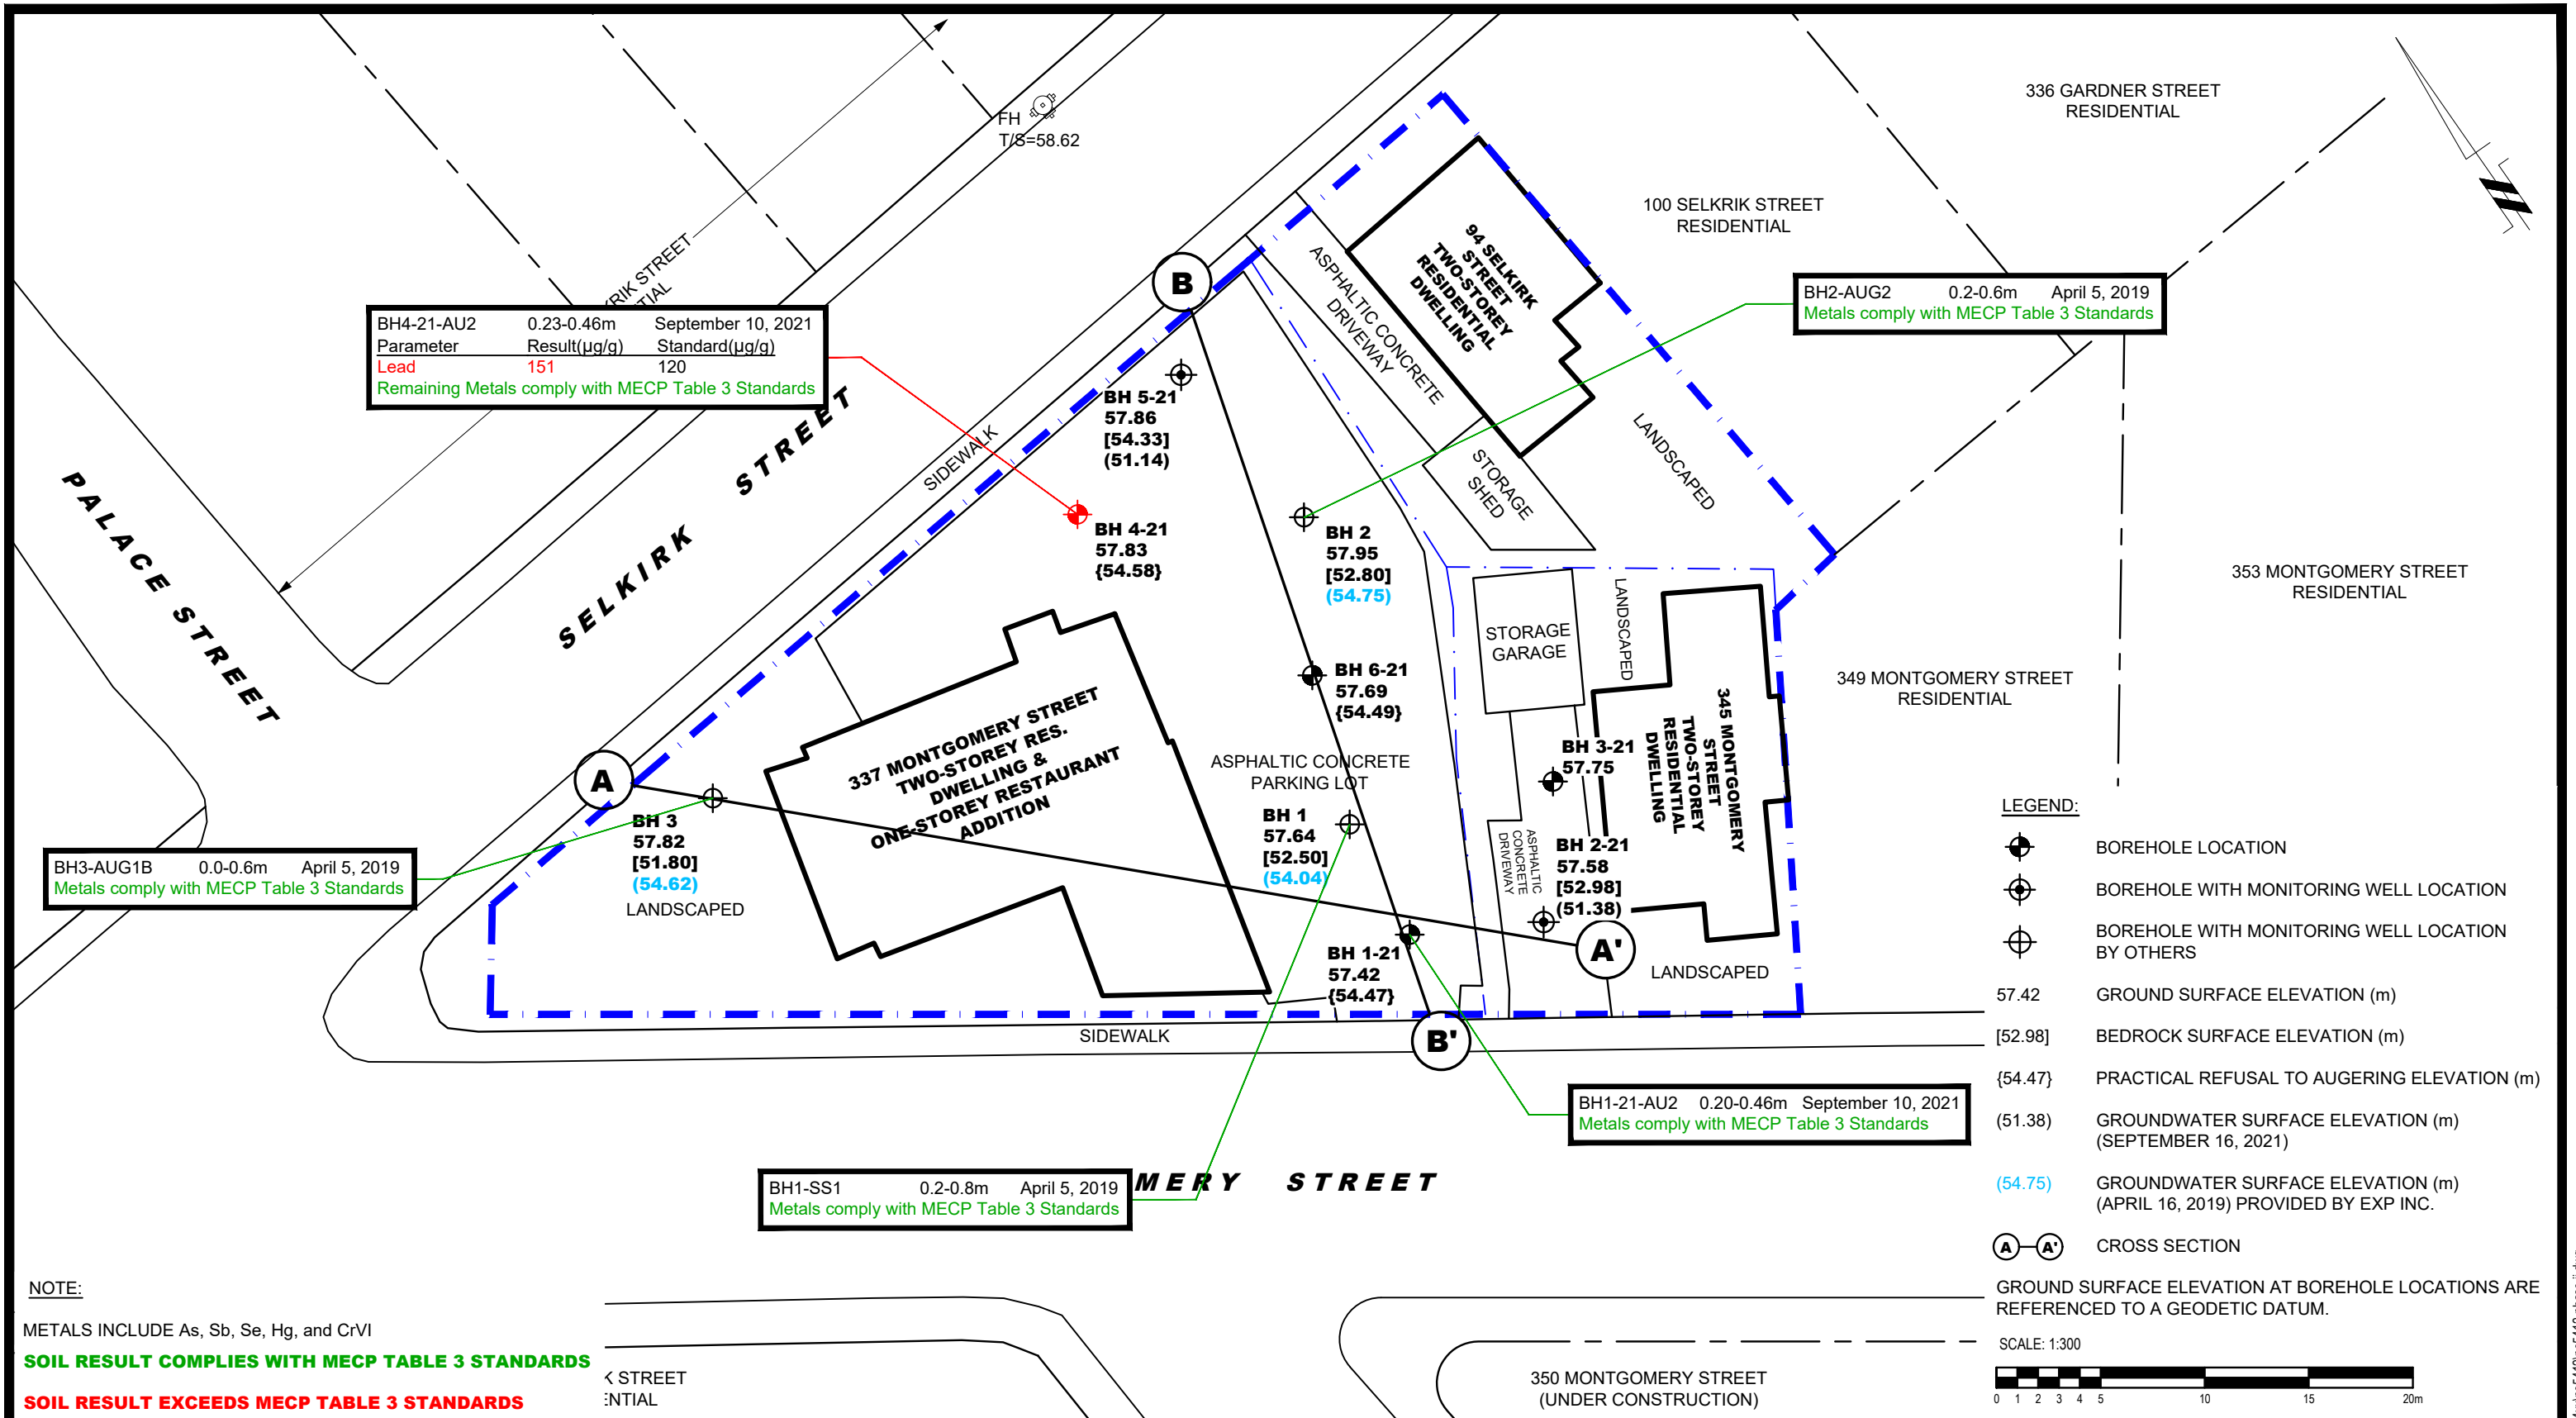 336 GARDNER STREET
RESIDENTIAL
FH
T/S=58.62
100 SELKRIK STREET
RESIDENTIAL
94 SELKIRK
STREET
TWO-STOREY
RESIDENTIAL
DWELLING
ASPHALTIC CONCRETE
DRIVEWAY
KRIK STREET
TIAL
BH4-21-AU2 0.23-0.46m September 10, 2021
Parameter Result(µg/g) Standard(µg/g)
Lead 151 120
Remaining Metals comply with MECP Table 3 Standards
BH2-AUG2 0.2-0.6m April 5, 2019
Metals comply with MECP Table 3 Standards
B
BH 5-21
57.86
[54.33]
(51.14)
SIDEWALK
SELKIRK STREET
PALACE STREET
LANDSCAPED
STORAGE
SHED
BH 4-21
57.83
{54.58}
BH 2
57.95
[52.80]
(54.75)
353 MONTGOMERY STREET
RESIDENTIAL
STORAGE
GARAGE
LANDSCAPED
BH 6-21
57.69
{54.49}
349 MONTGOMERY STREET
RESIDENTIAL
345 MONTGOMERY
STREET
TWO-STOREY
RESIDENTIAL
DWELLING
337 MONTGOMERY STREET
TWO-STOREY RES.
DWELLING &
ONE-STOREY RESTAURANT
ADDITION
ASPHALTIC CONCRETE
PARKING LOT
BH 3-21
57.75
A
BH 3
57.82
[51.80]
(54.62)
LANDSCAPED
BH 1
57.64
[52.50]
(54.04)
ASPHALTIC
CONCRETE
DRIVEWAY
BH 2-21
57.58
[52.98]
(51.38)
BH3-AUG1B 0.0-0.6m April 5, 2019
Metals comply with MECP Table 3 Standards
A'
LANDSCAPED
BH 1-21
57.42
{54.47}
SIDEWALK
B'
BH1-21-AU2 0.20-0.46m September 10, 2021
Metals comply with MECP Table 3 Standards
BH1-SS1 0.2-0.8m April 5, 2019
Metals comply with MECP Table 3 Standards
MERY STREET
LEGEND:
BOREHOLE LOCATION
BOREHOLE WITH MONITORING WELL LOCATION
BOREHOLE WITH MONITORING WELL LOCATION
BY OTHERS
57.42 GROUND SURFACE ELEVATION (m)
[52.98] BEDROCK SURFACE ELEVATION (m)
{54.47} PRACTICAL REFUSAL TO AUGERING ELEVATION (m)
(51.38) GROUNDWATER SURFACE ELEVATION (m)
(SEPTEMBER 16, 2021)
(54.75) GROUNDWATER SURFACE ELEVATION (m)
(APRIL 16, 2019) PROVIDED BY EXP INC.
A A' CROSS SECTION
GROUND SURFACE ELEVATION AT BOREHOLE LOCATIONS ARE
REFERENCED TO A GEODETIC DATUM.
SCALE: 1:300
0 1 2 3 4 5 10 15 20m
NOTE:
METALS INCLUDE As, Sb, Se, Hg, and CrVI
SOIL RESULT COMPLIES WITH MECP TABLE 3 STANDARDS
SOIL RESULT EXCEEDS MECP TABLE 3 STANDARDS
K STREET
ENTIAL
350 MONTGOMERY STREET
(UNDER CONSTRUCTION)